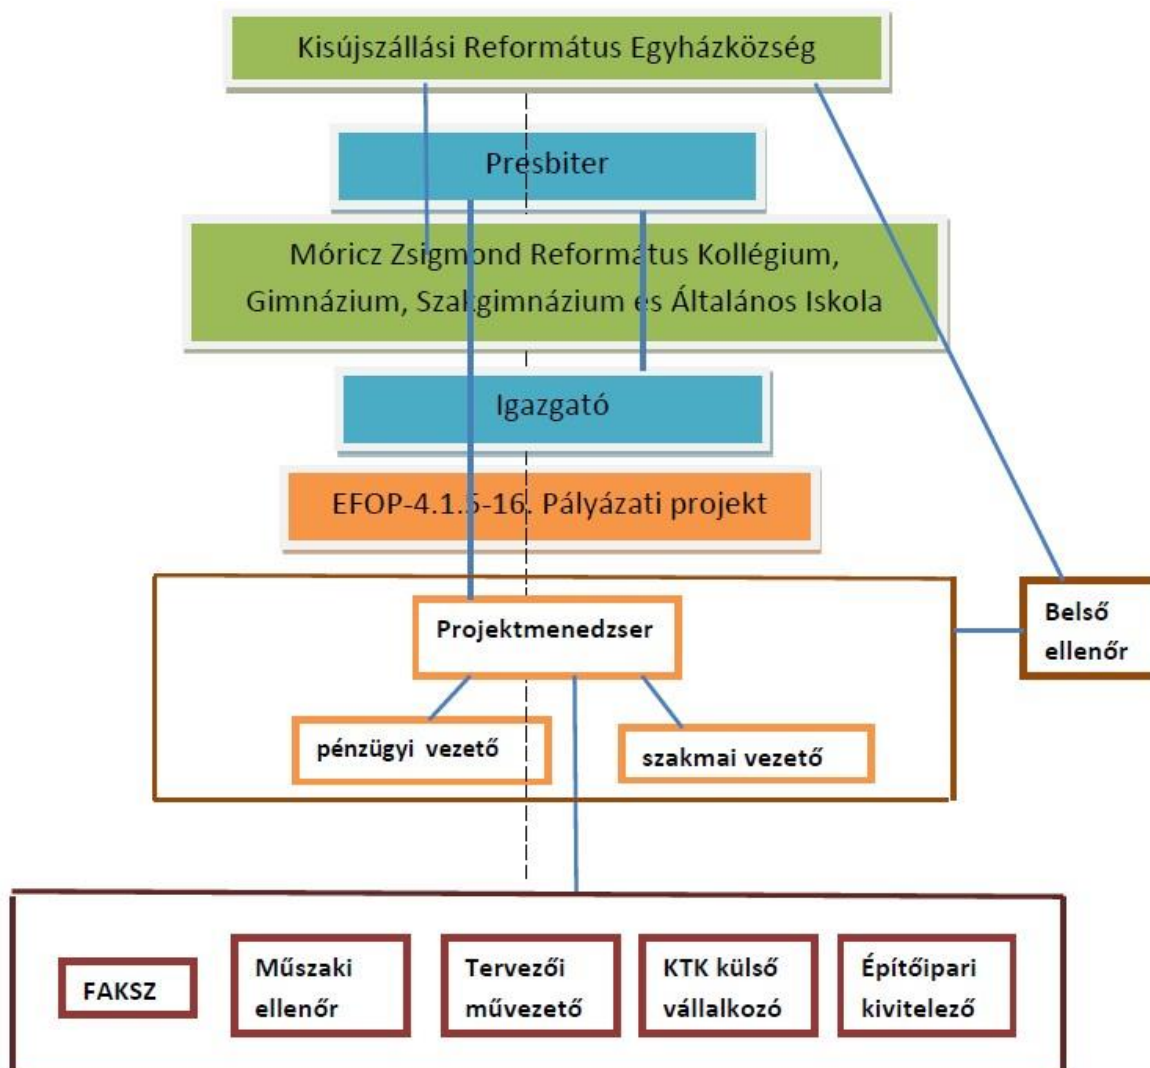 Kisújszállási Református Egyházközség
Presbiter
Móricz Zsigmond Református Kollégium,
Gimnázium, Szakgimnázium és Általános Iskola
Igazgató
EFOP-4.1.5-16. Pályázati projekt
Projektmenedzser
Belső
ellenőr
pénzügyi vezető
szakmai vezető
FAKSZ
Műszaki
ellenőr
Tervezői
művezető
KTK külső
vállalkozó
Építőipari
kivitelező